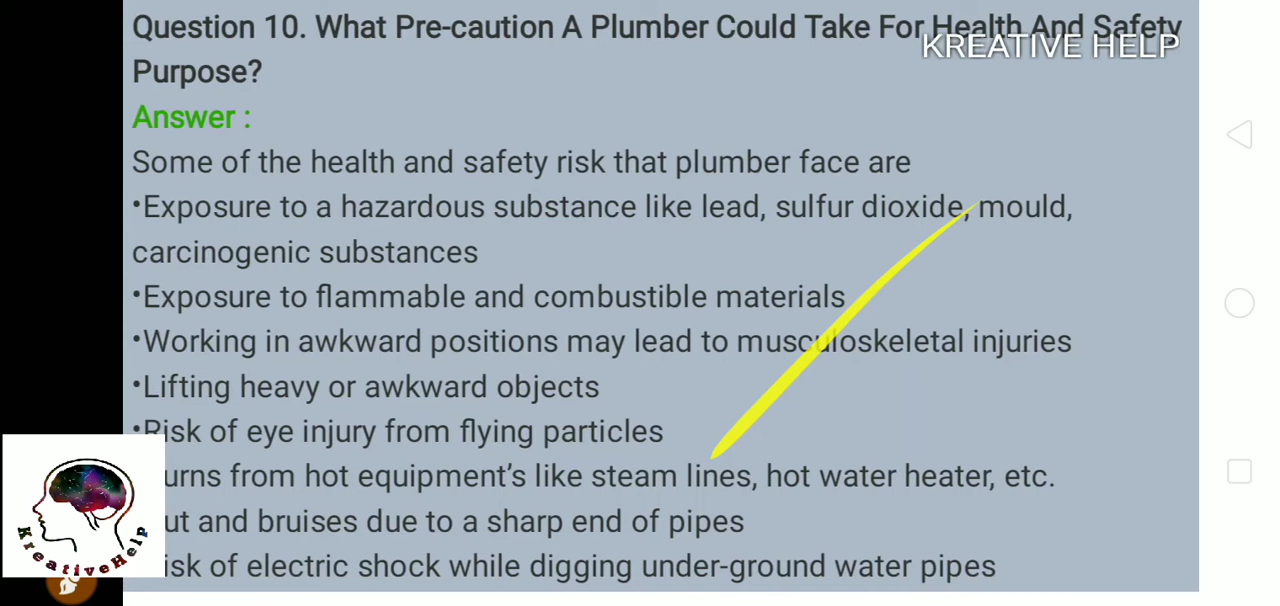 Question 10. What Pre-caution A Plumber Could Take For Health And Safety
KREATIVE HELP
Purpose?
Answer :
Some of the health and safety risk that plumber face are
•Exposure to a hazardous substance like lead, sulfur dioxide, mould,
carcinogenic substances
•Exposure to flammable and combustible materials
•Working in awkward positions may lead to musculoskeletal injuries
•Lifting heavy or awkward objects
•Risk of eye injury from flying particles
urns from hot equipment's like steam lines, hot water heater, etc.
ut and bruises due to a sharp end of pipes
isk of electric shock while digging under-ground water pipes
KreativeHelp